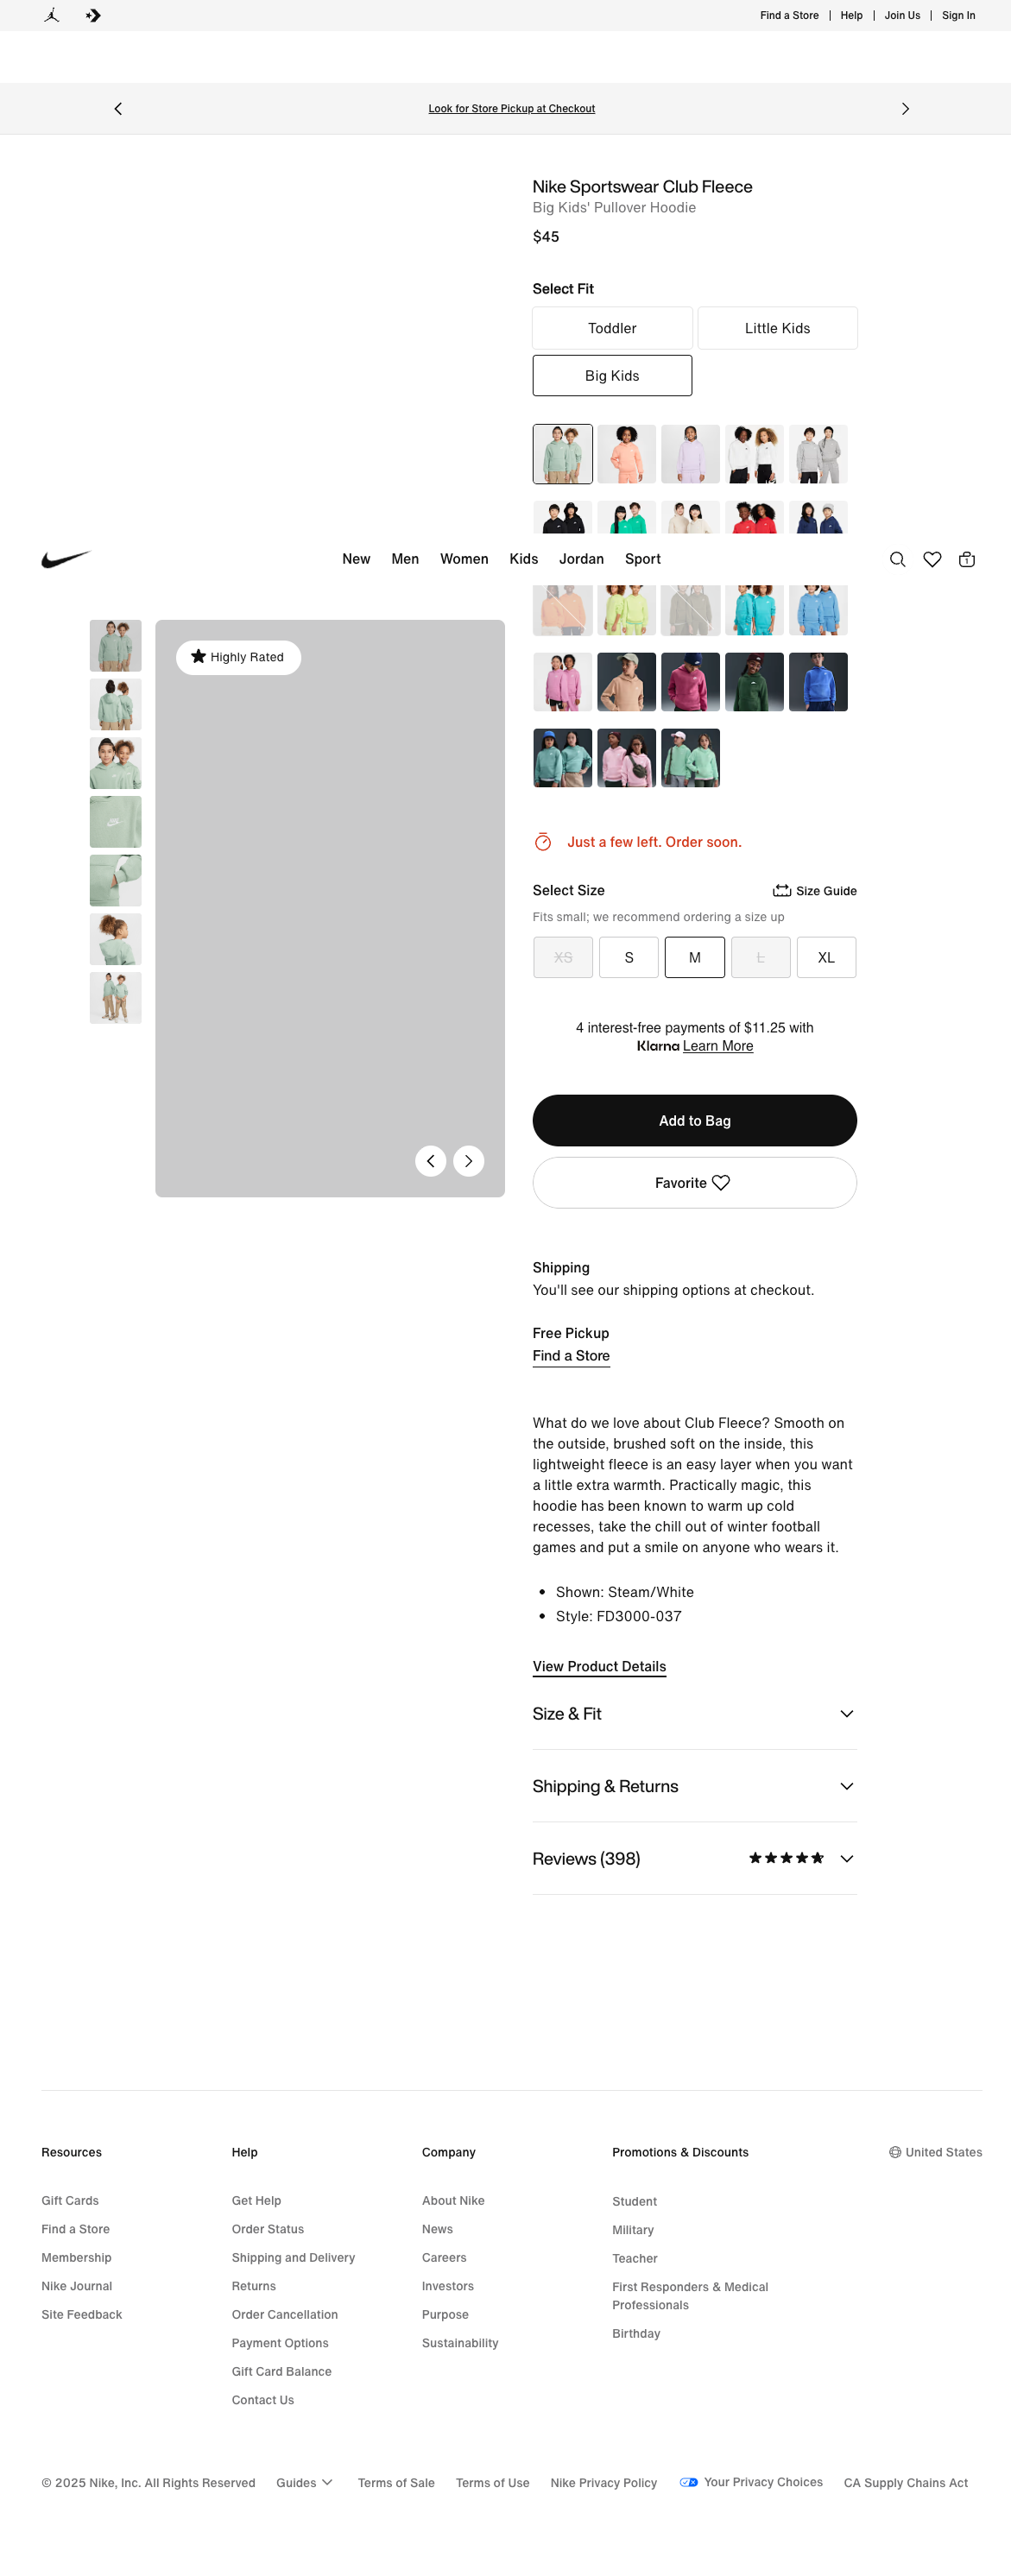 Find a Store | Help | Join Us | Sign In
Look for Store Pickup at Checkout
Nike Sportswear Club Fleece
Big Kids' Pullover Hoodie
$45
Select Fit
Toddler
Little Kids
Big Kids
New Men Women Kids Jordan Sport
1
Highly Rated
Just a few left. Order soon.
Select Size
Size Guide
Fits small; we recommend ordering a size up
XS S M L XL
4 interest-free payments of $11.25 with
Klarna Learn More
Add to Bag
Favorite
Shipping
You'll see our shipping options at checkout.
Free Pickup
Find a Store
What do we love about Club Fleece? Smooth on
the outside, brushed soft on the inside, this
lightweight fleece is an easy layer when you want
a little extra warmth. Practically magic, this
hoodie has been known to warm up cold
recesses, take the chill out of winter football
games and put a smile on anyone who wears it.
• Shown: Steam/White
• Style: FD3000-037
View Product Details
Size & Fit
Shipping & Returns
Reviews (398)
Resources
Gift Cards
Find a Store
Membership
Nike Journal
Site Feedback
Help
Get Help
Order Status
Shipping and Delivery
Returns
Order Cancellation
Payment Options
Gift Card Balance
Contact Us
Company
About Nike
News
Careers
Investors
Purpose
Sustainability
Promotions & Discounts
Student
Military
Teacher
First Responders & Medical
Professionals
Birthday
United States
© 2025 Nike, Inc. All Rights Reserved
Guides
Terms of Sale
Terms of Use
Nike Privacy Policy
Your Privacy Choices
CA Supply Chains Act